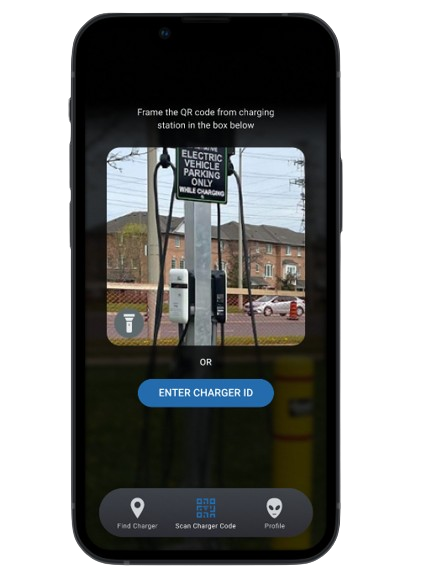 Frame the QR code from charging
station in the box below
ELECTRIC
VEHICLE
PARKING
ONLY
WHILE CHARGING
OR
ENTER CHARGER ID
Find Charger
Scan Charger Code
Profile